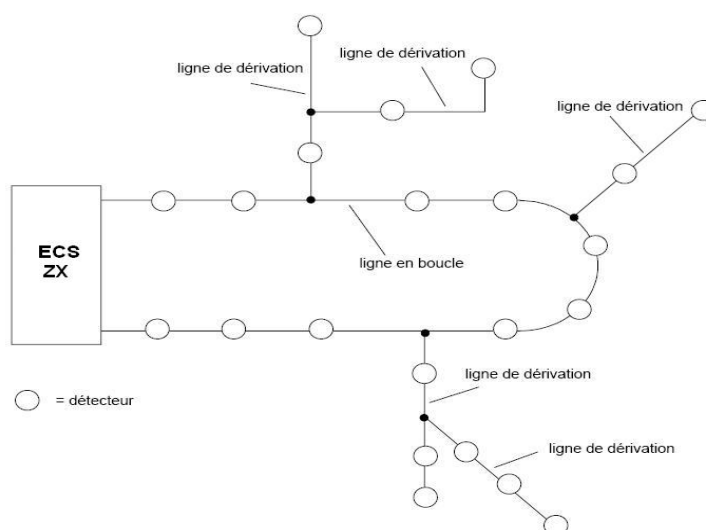 ligne de dérivation
ligne de dérivation
ligne de dérivation
ECS
ZX
ligne en boucle
ligne de dérivation
= détecteur
ligne de dérivation